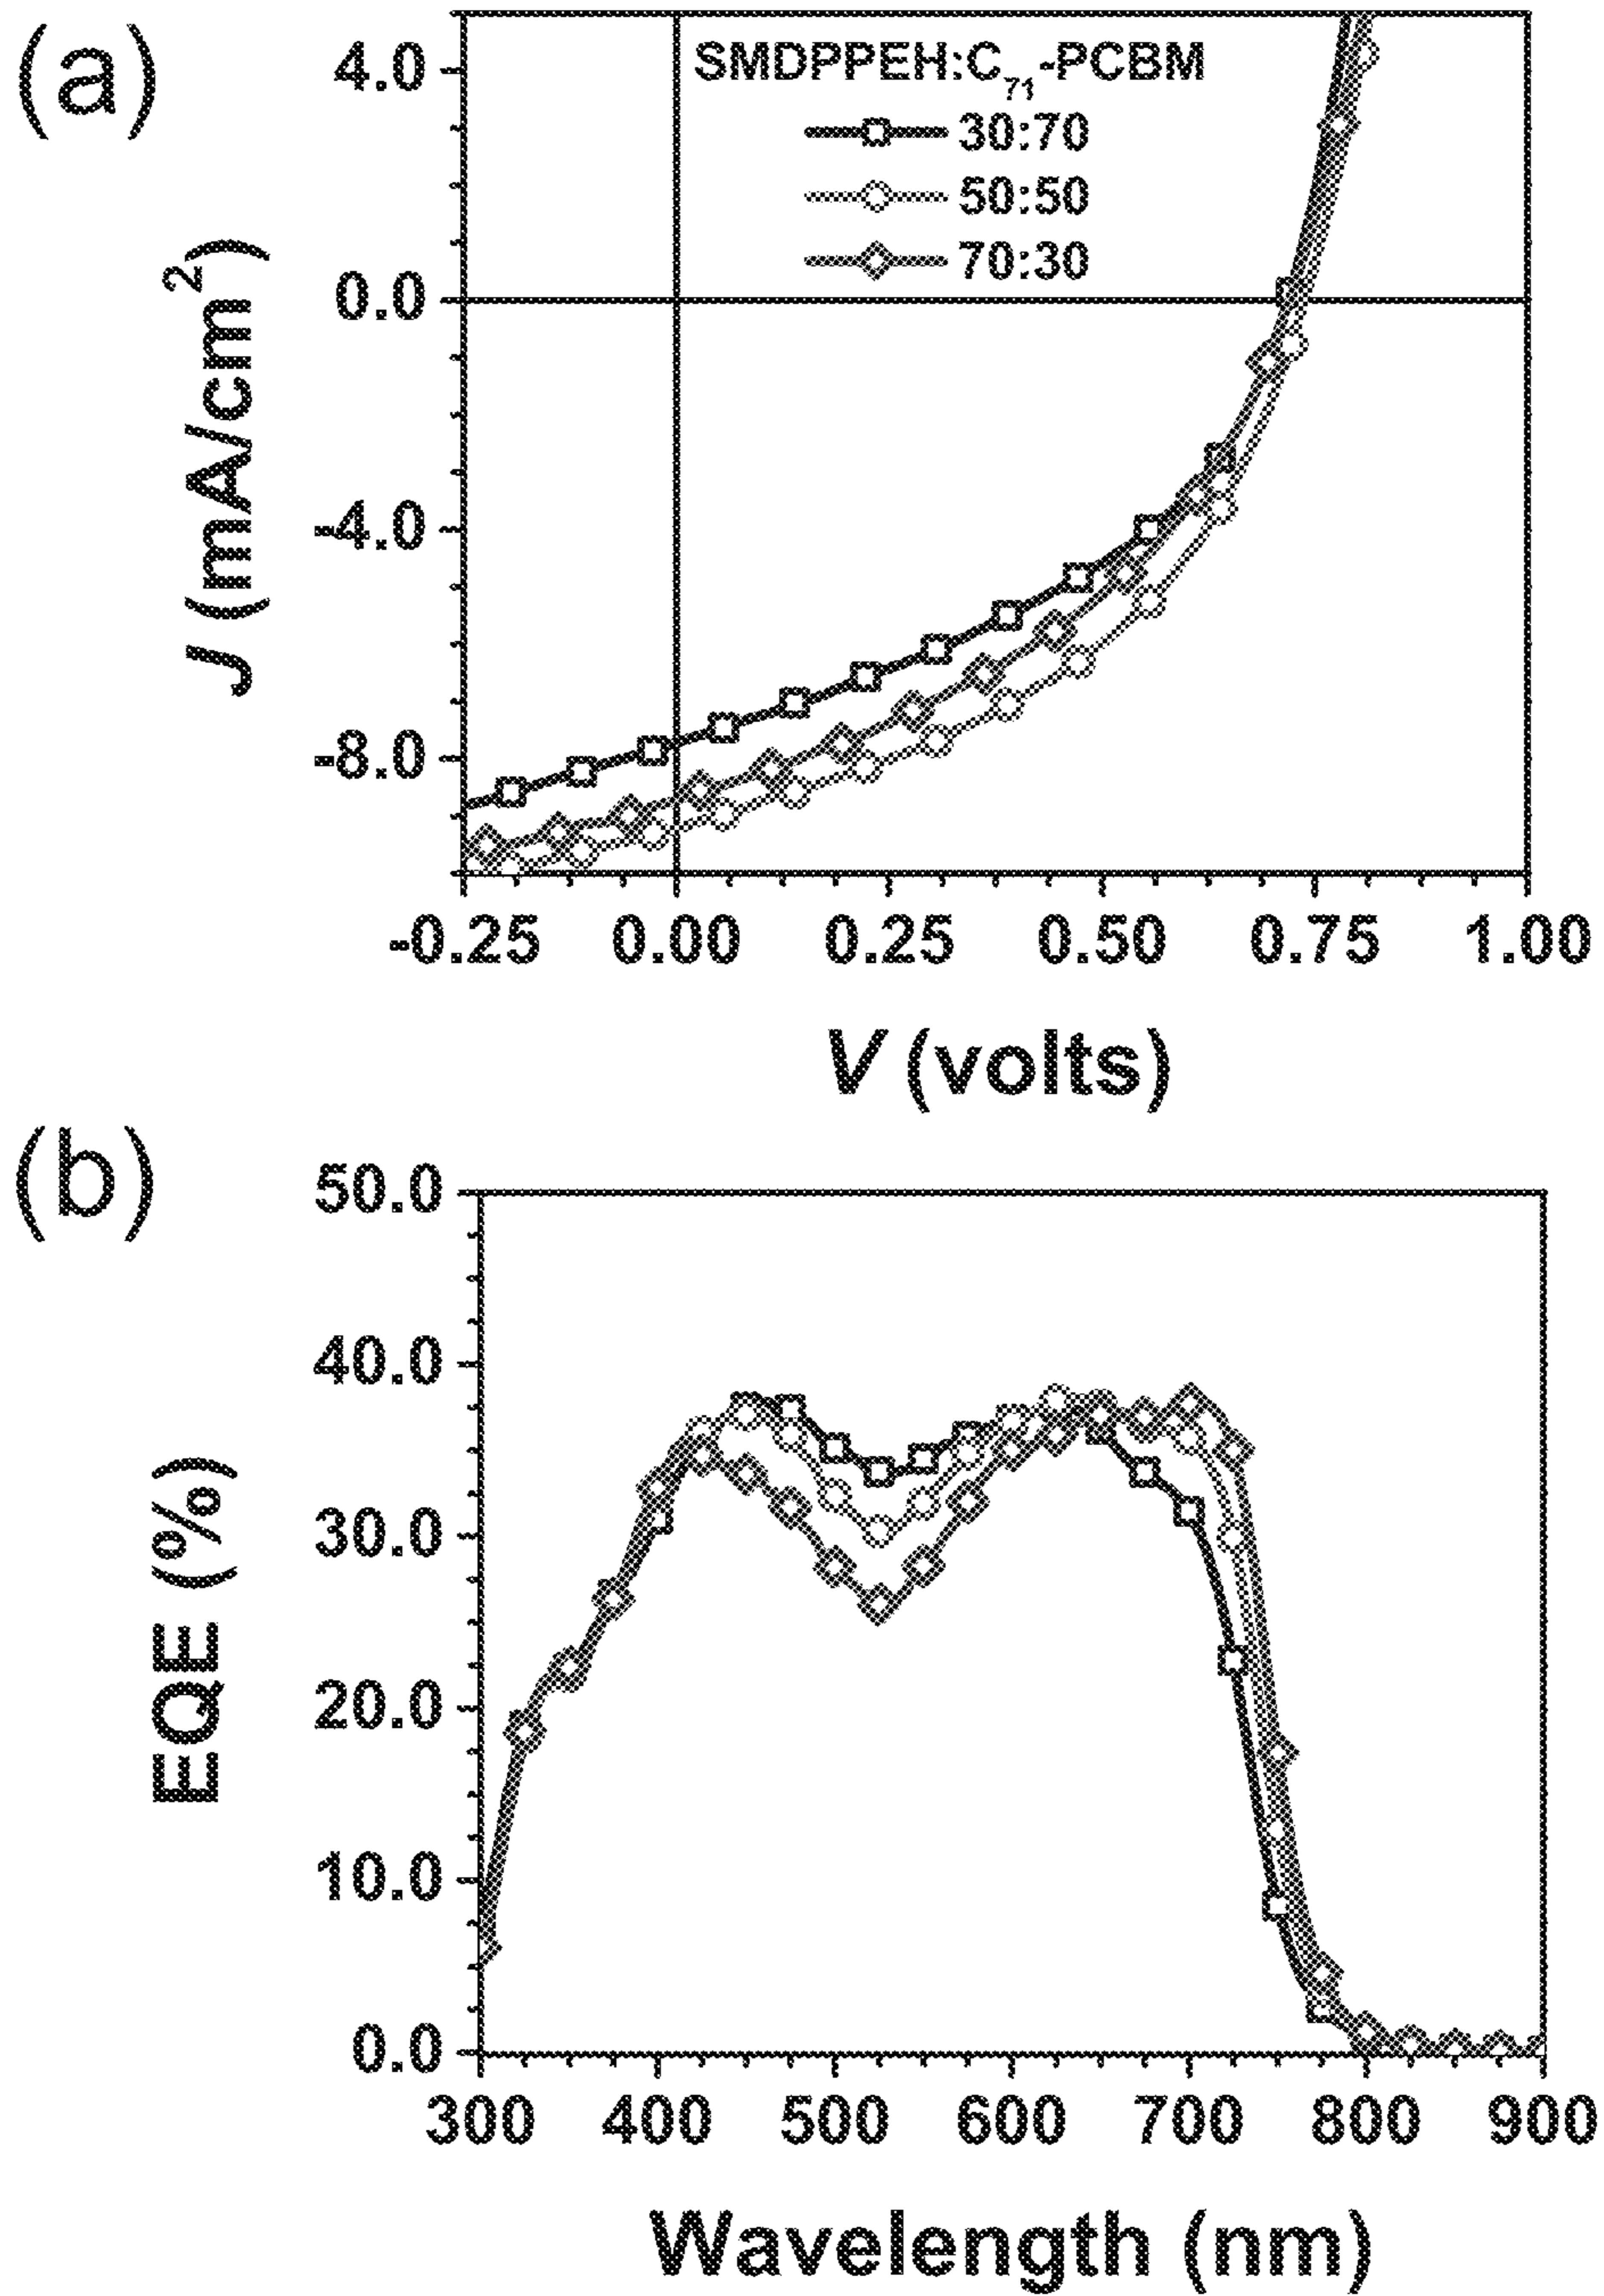 (a)
SMDPPEH:C71-PCBM
30:70
50:50
70:30
4.0
0.0
-4.0
-8.0
J (mA/cm2)
-0.25 0.00 0.25 0.50 0.75 1.00
V (volts)
(b)
50.0
40.0
30.0
20.0
10.0
0.0
EQE (%)
300 400 500 600 700 800 900
Wavelength (nm)